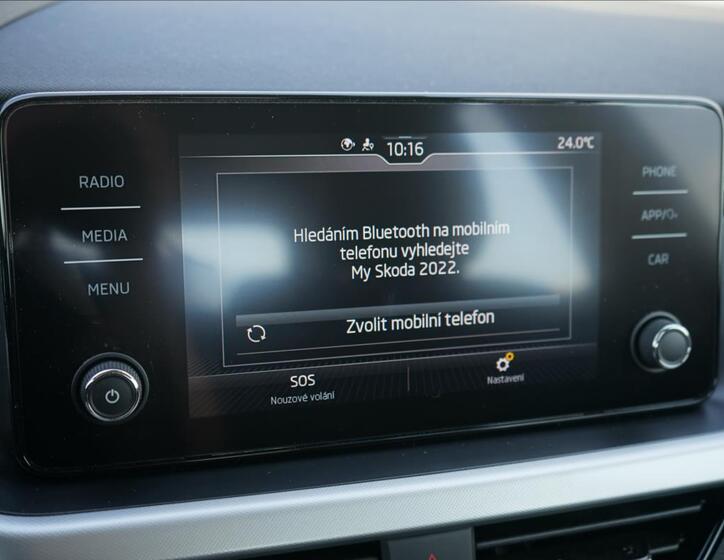 10:16
24.0°C
RADIO
MEDIA
MENU
Hledáním Bluetooth na mobilním
telefonu vyhledejte
My Skoda 2022.
Zvolit mobilní telefon
SOS
Nouzové volání
Nastavení
PHONE
APP/
CAR